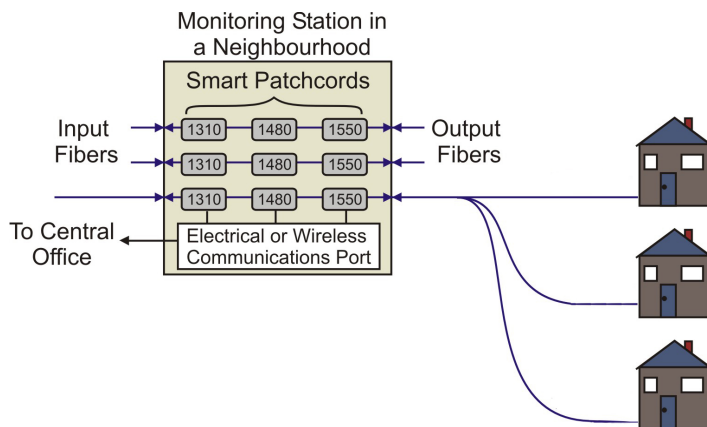 Monitoring Station in
a Neighbourhood
Smart Patchcords
Input
Fibers
1310 1480 1550
Output
Fibers
1310 1480 1550
1310 1480 1550
To Central
Office
Electrical or Wireless
Communications Port